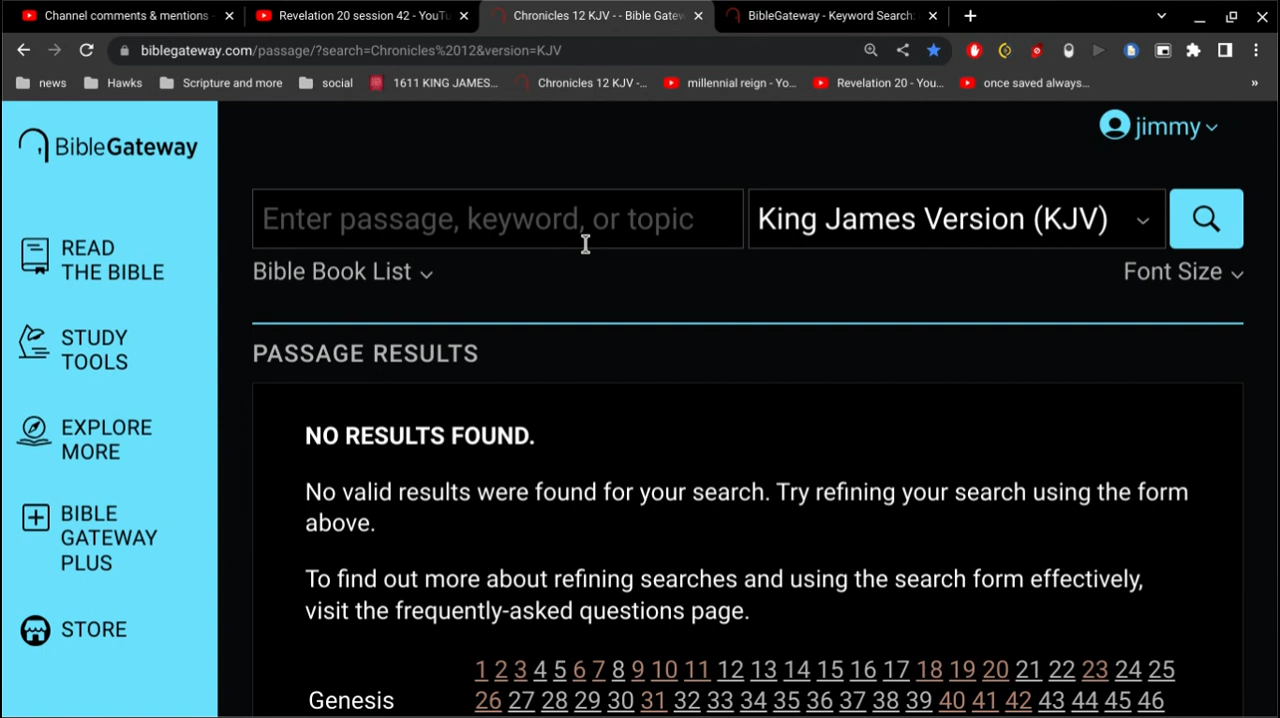 Channel comments & mentions
Revelation 20 session 42 - YouTu
Chronicles 12 KJV - - Bible Gatew
BibleGateway - Keyword Search:
biblegateway.com/passage/?search=Chronicles%2012&version=KJV
news
Hawks
Scripture and more
social
1611 KING JAMES...
Chronicles 12 KJV -...
millennial reign - Yo...
Revelation 20 - You...
once saved always...
»
BibleGateway
jimmy
Enter passage, keyword, or topic
King James Version (KJV)
Bible Book List
Font Size
READ
THE BIBLE
STUDY
TOOLS
EXPLORE
MORE
BIBLE
GATEWAY
PLUS
STORE
PASSAGE RESULTS
NO RESULTS FOUND.
No valid results were found for your search. Try refining your search using the form
above.
To find out more about refining searches and using the search form effectively,
visit the frequently-asked questions page.
Genesis
1 2 3 4 5 6 7 8 9 10 11 12 13 14 15 16 17 18 19 20 21 22 23 24 25
26 27 28 29 30 31 32 33 34 35 36 37 38 39 40 41 42 43 44 45 46